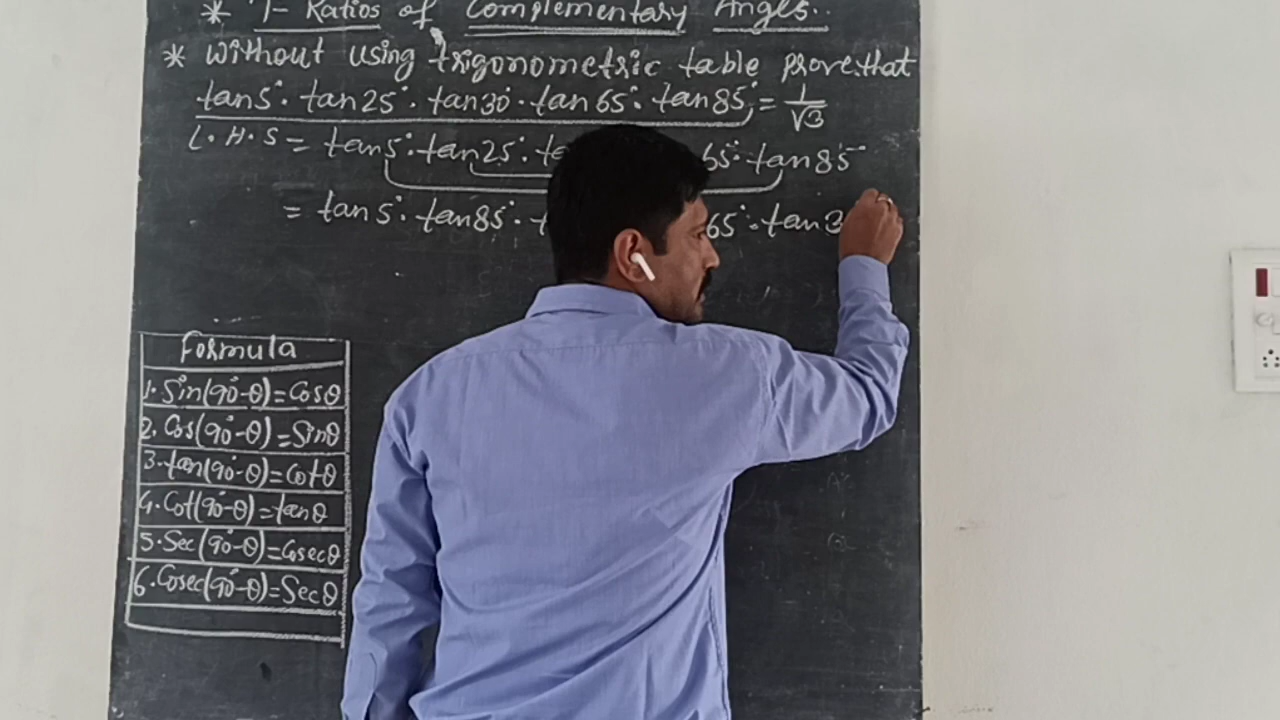 * T- Ratios of Complementary Angles..
* Without using trigonometric table prove that
tan5°. tan25°. tan30°. tan65°. tan85° = 1/√3
L.H.S = tan5°. tan25°. 65°. tan85°
= tan5°. tan85°. 65°. tan3
Formula
1. Sin(90°-θ)=Cosθ
2. Cos(90°-θ)=Sinθ
3. tan(90°-θ)=Cotθ
4. Cot(90°-θ)=tanθ
5. Sec(90°-θ)=Cosecθ
6. Cosec(90°-θ)=Secθ